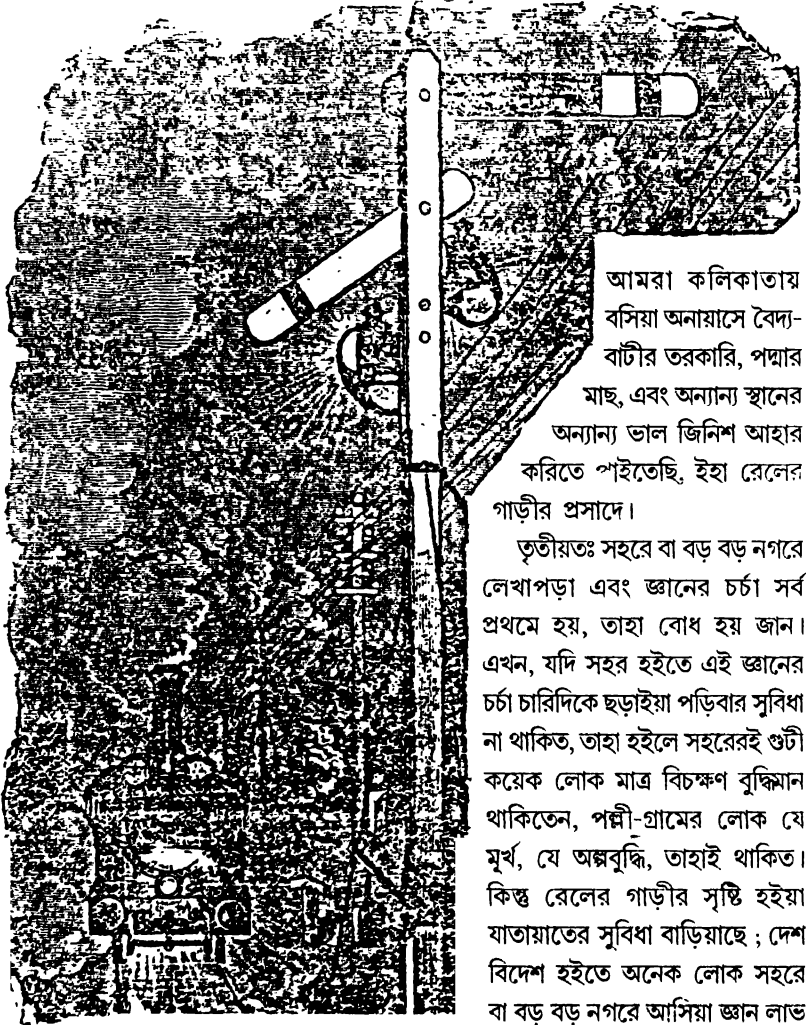 আমরা কলিকাতায়
বসিয়া অনায়াসে বৈদ্য-
বাটীর তরকারি, পদ্মার
মাছ, এবং অন্যান্য স্থানের
অন্যান্য ভাল জিনিশ আহার
করিতে পাইতেছি, ইহা রেলের
গাড়ীর প্রসাদে।
তৃতীয়তঃ সহরে বা বড় বড় নগরে
লেখাপড়া এবং জ্ঞানের চর্চা সর্ব
প্রথমে হয়, তাহা বোধ হয় জান।
এখন, যদি সহর হইতে এই জ্ঞানের
চর্চা চারিদিকে ছড়াইয়া পড়িবার সুবিধা
না থাকিত, তাহা হইলে সহরেরই গুটী
কয়েক লোক মাত্র বিচক্ষণ বুদ্ধিমান
থাকিতেন, পল্লী-গ্রামের লোক যে
মূর্খ, যে অল্পবুদ্ধি, তাহাই থাকিত।
কিন্তু রেলের গাড়ীর সৃষ্টি হইয়া
যাতায়াতের সুবিধা বাড়িয়াছে ; দেশ
বিদেশ হইতে অনেক লোক সহরে
বা বড় বড় নগরে আসিয়া জ্ঞান লাভ